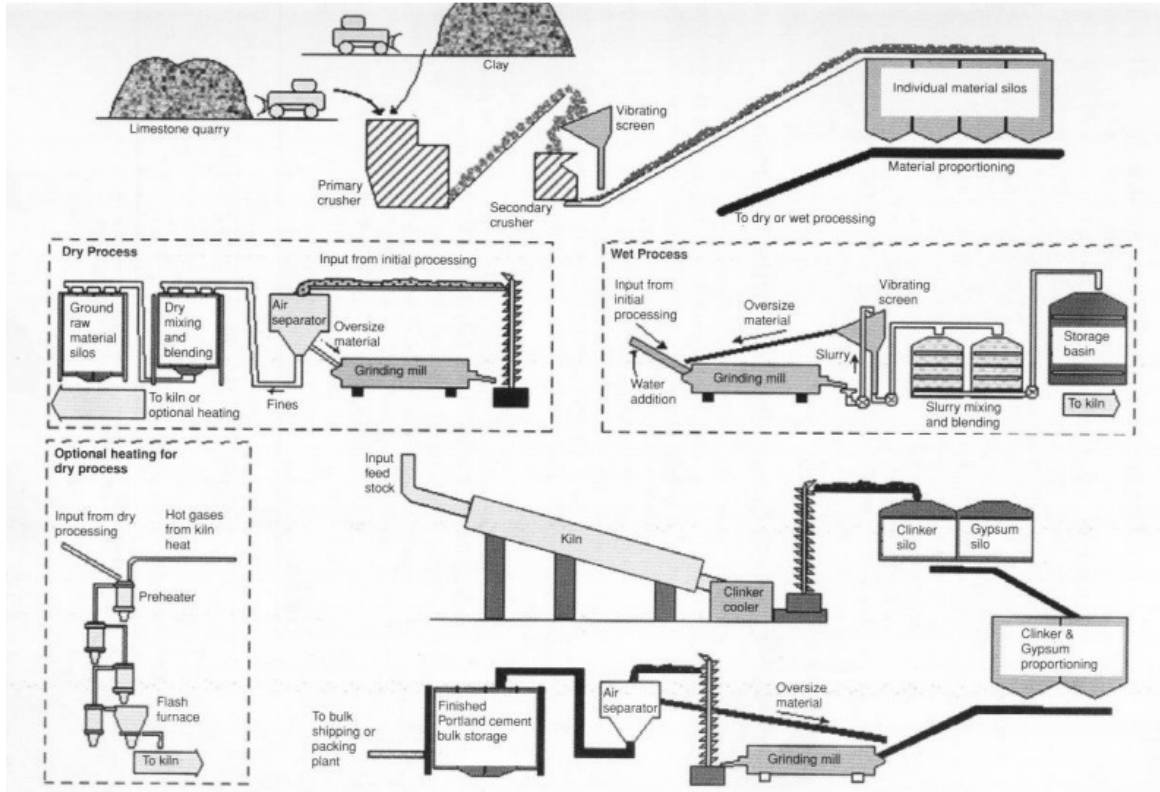 Clay
Limestone quarry
Primary
crusher
Vibrating
screen
Secondary
crusher
Individual material silos
Material proportioning
To dry or wet processing
Dry Process
Input from initial processing
Ground
raw
material
silos
Dry
mixing
and
blending
Air
separator
Oversize
material
Grinding mill
Fines
To kiln or
optional heating
Wet Process
Input from
initial
processing
Oversize
material
Vibrating
screen
Slurry
Grinding mill
Water
addition
Slurry mixing
and blending
Storage
basin
To kiln
Optional heating for
dry process
Input from dry
processing
Hot gases
from kiln
heat
Preheater
Flash
furnace
To kiln
Input
feed
stock
Kiln
Clinker
cooler
Clinker
silo
Gypsum
silo
Clinker &
Gypsum
proportioning
Oversize
material
Grinding mill
Air
separator
Finished
Portland cement
bulk storage
To bulk
shipping or
packing
plant